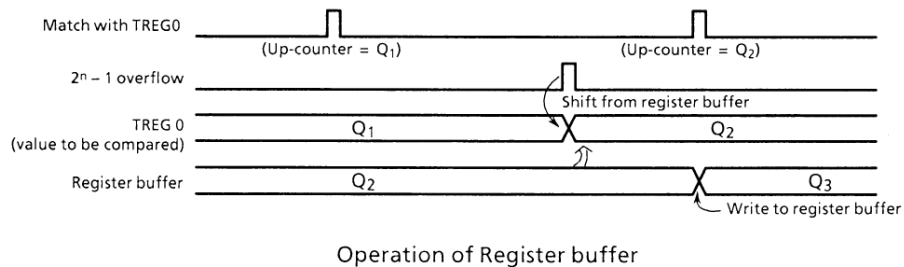 Match with TREG0
(Up-counter = Q1)
(Up-counter = Q2)
2ⁿ – 1 overflow
Shift from register buffer
TREG 0
(value to be compared)
Q1
Q2
Register buffer
Q2
Q3
Write to register buffer
Operation of Register buffer